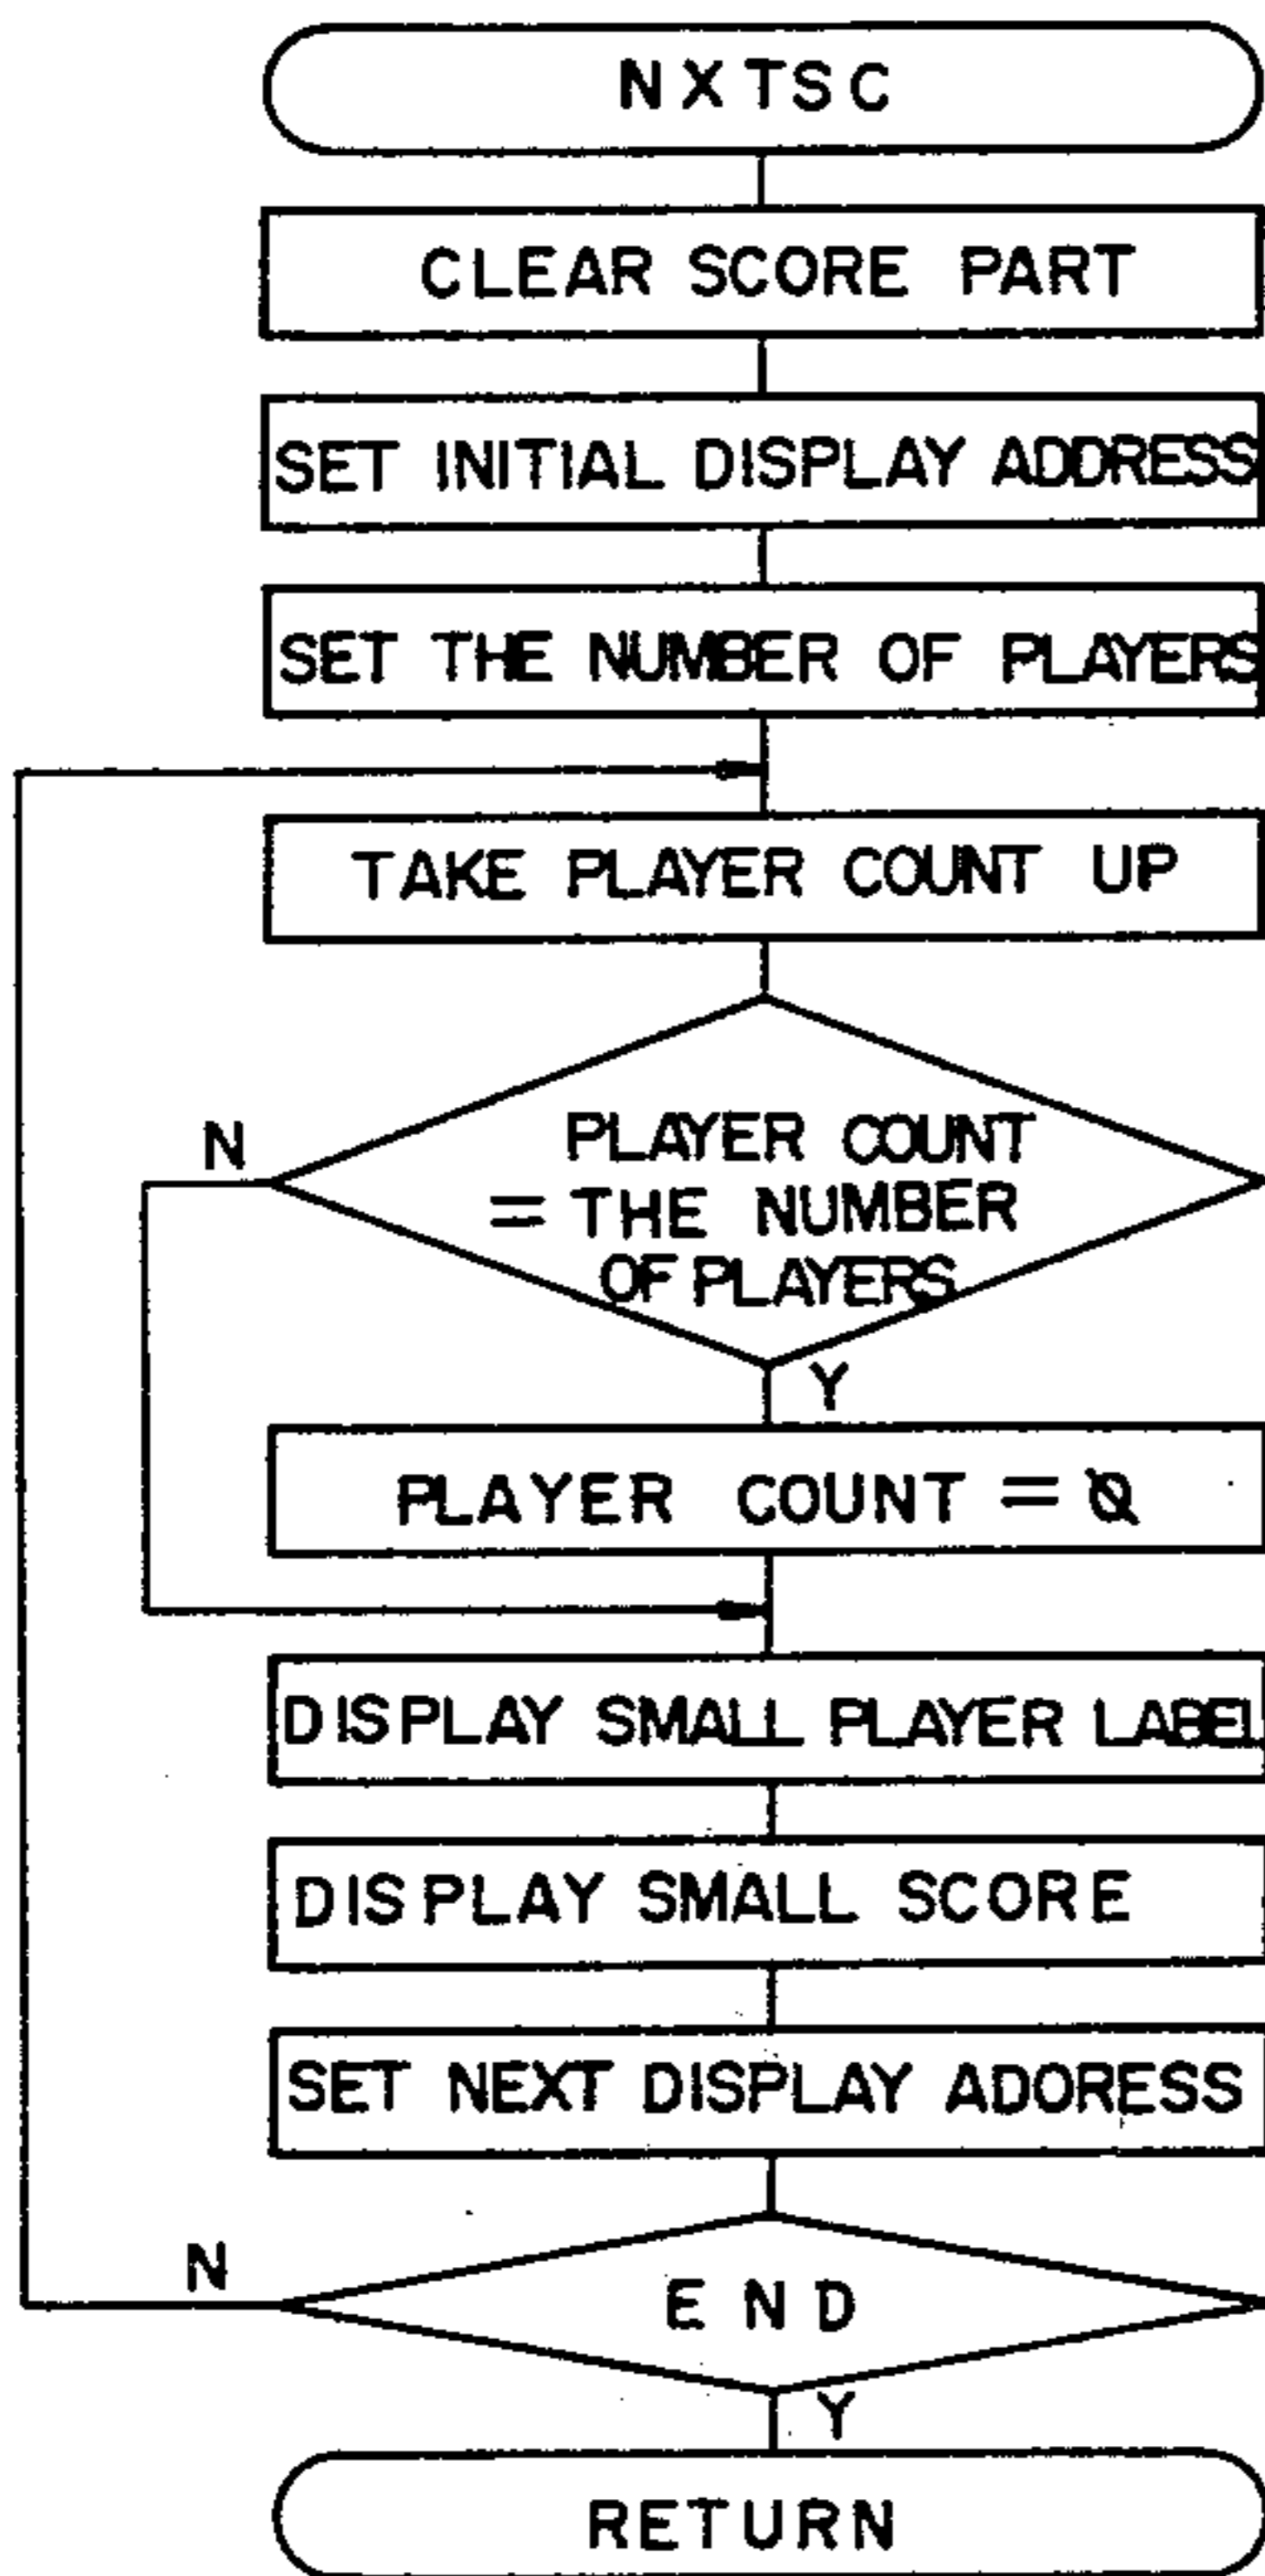 NXTSC
CLEAR SCORE PART
SET INITIAL DISPLAY ADDRESS
SET THE NUMBER OF PLAYERS
TAKE PLAYER COUNT UP
N
PLAYER COUNT
= THE NUMBER
OF PLAYERS
Y
PLAYER COUNT = 0
DISPLAY SMALL PLAYER LABEL
DISPLAY SMALL SCORE
SET NEXT DISPLAY ADORESS
N
END
Y
RETURN